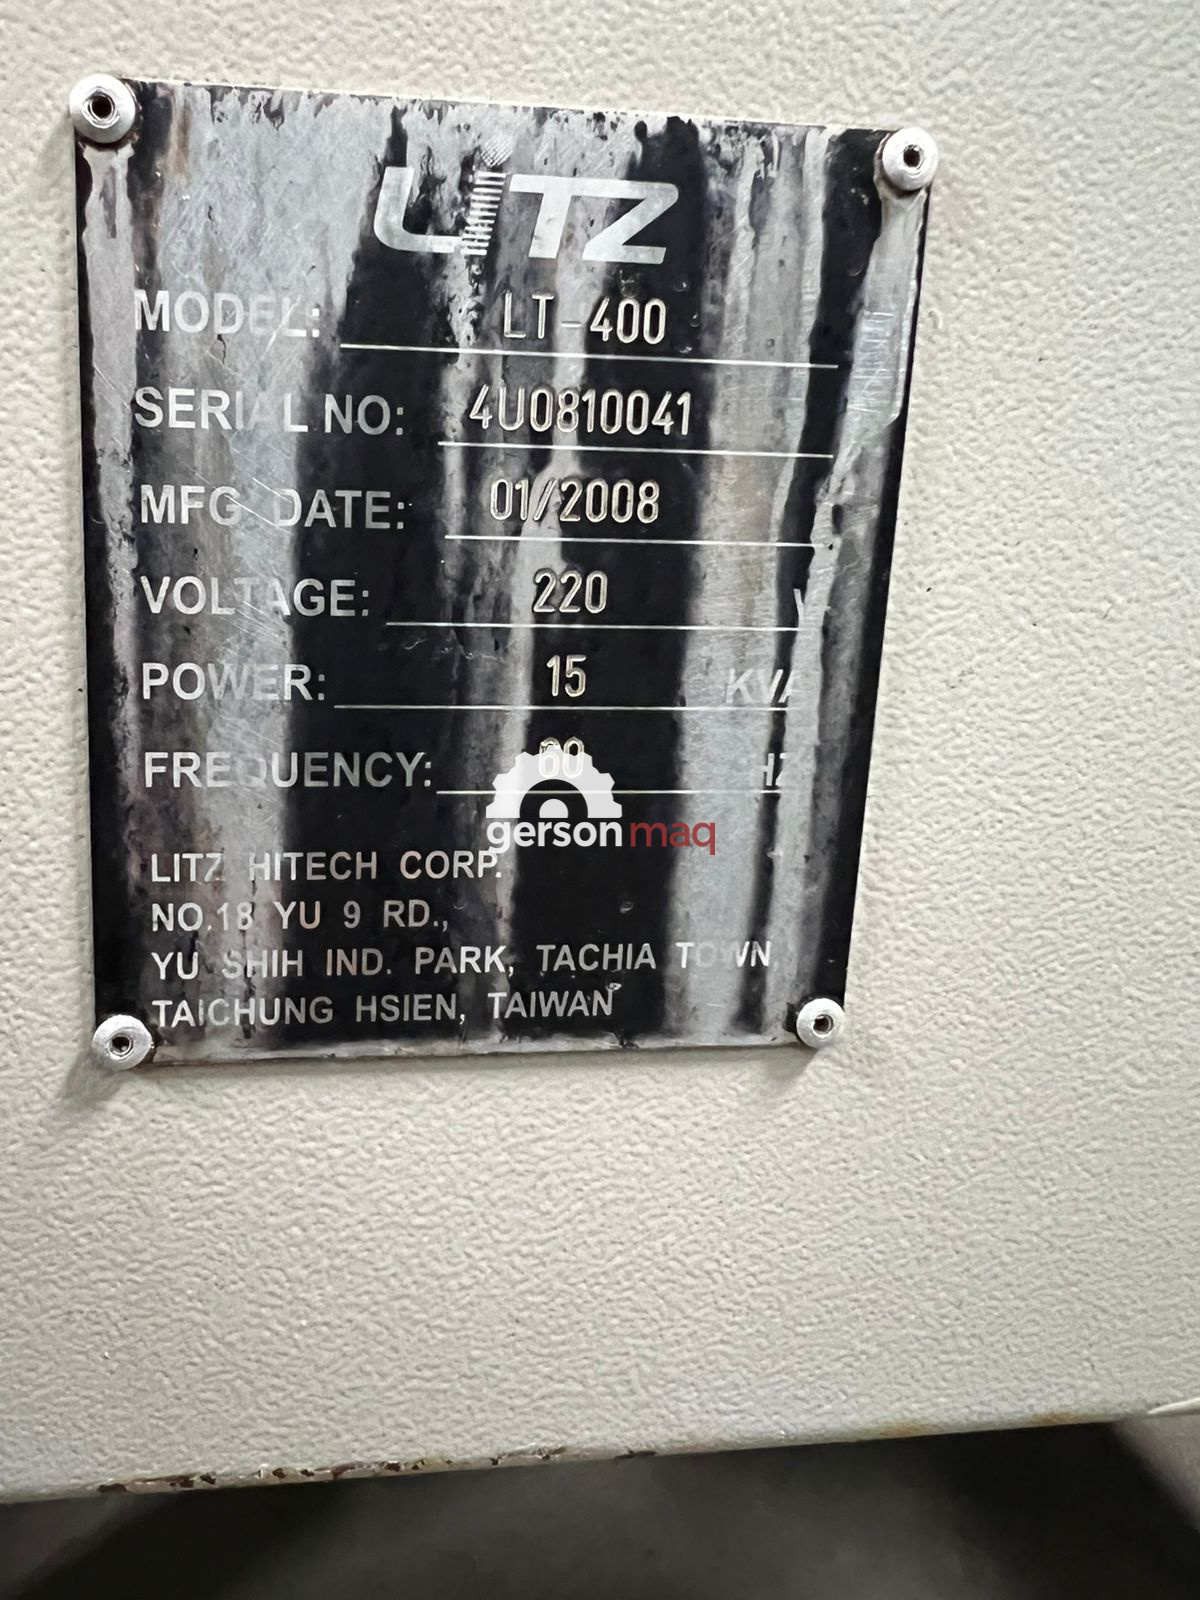 LITZ
MODEL: LT-400
SERIAL NO: 4U0810041
MFG DATE: 01/2008
VOLTAGE: 220 V
POWER: 15 KVA
FREQUENCY: 60 HZ
gersonmaq
LITZ HITECH CORP.
NO.18 YU 9 RD.,
YU SHIH IND. PARK, TACHIA TOWN,
TAICHUNG HSIEN, TAIWAN